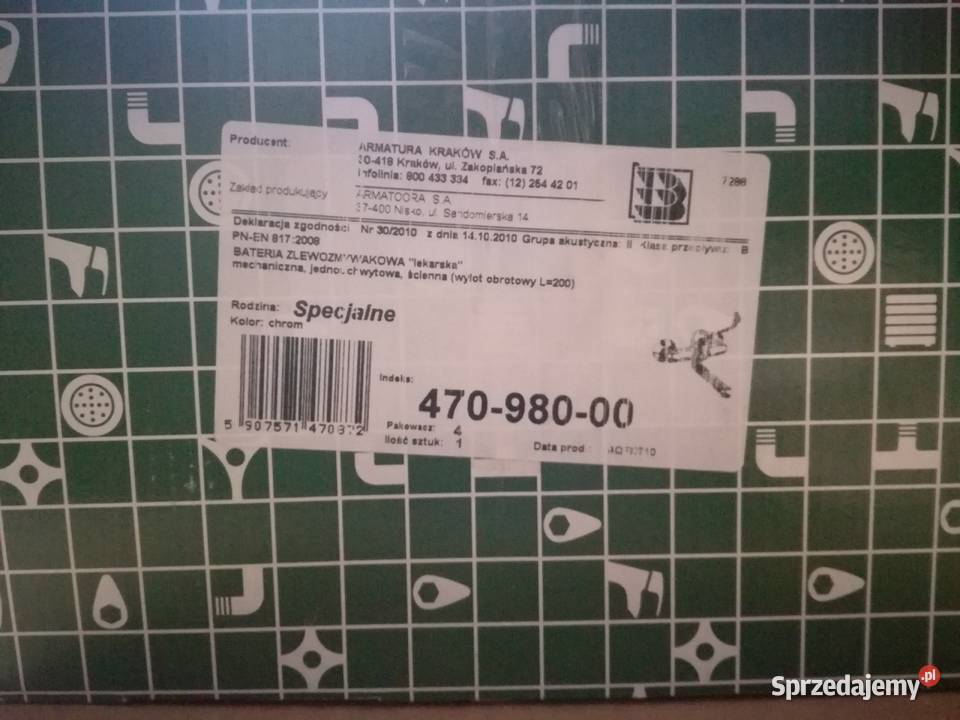 Producent:
ARMATURA KRAKÓW S.A.
30-418 Kraków, ul. Zakopiańska 72
Infolinia: 800 433 334 fax: (12) 254 42 01
7288
Zakład produkujący
ARMATOORA S.A.
37-400 Nisko, ul. Sandomierska 14
Deklaracja zgodności Nr 30/2010 z dnia 14.10.2010 Grupa akustyczna: II Klasa przepływu: B
PN-EN 817:2008
BATERIA ZLEWOZMYWAKOWA "lekarska"
mechaniczna, jednouchwytowa, ścienna (wylot obrotowy L=200)
Rodzina: Specjalne
Kolor: chrom
Indeks:
470-980-00
5 907571 470972
Pakowacz: 4
Ilość sztuk: 1
Data prod
Sprzedajemy.pl